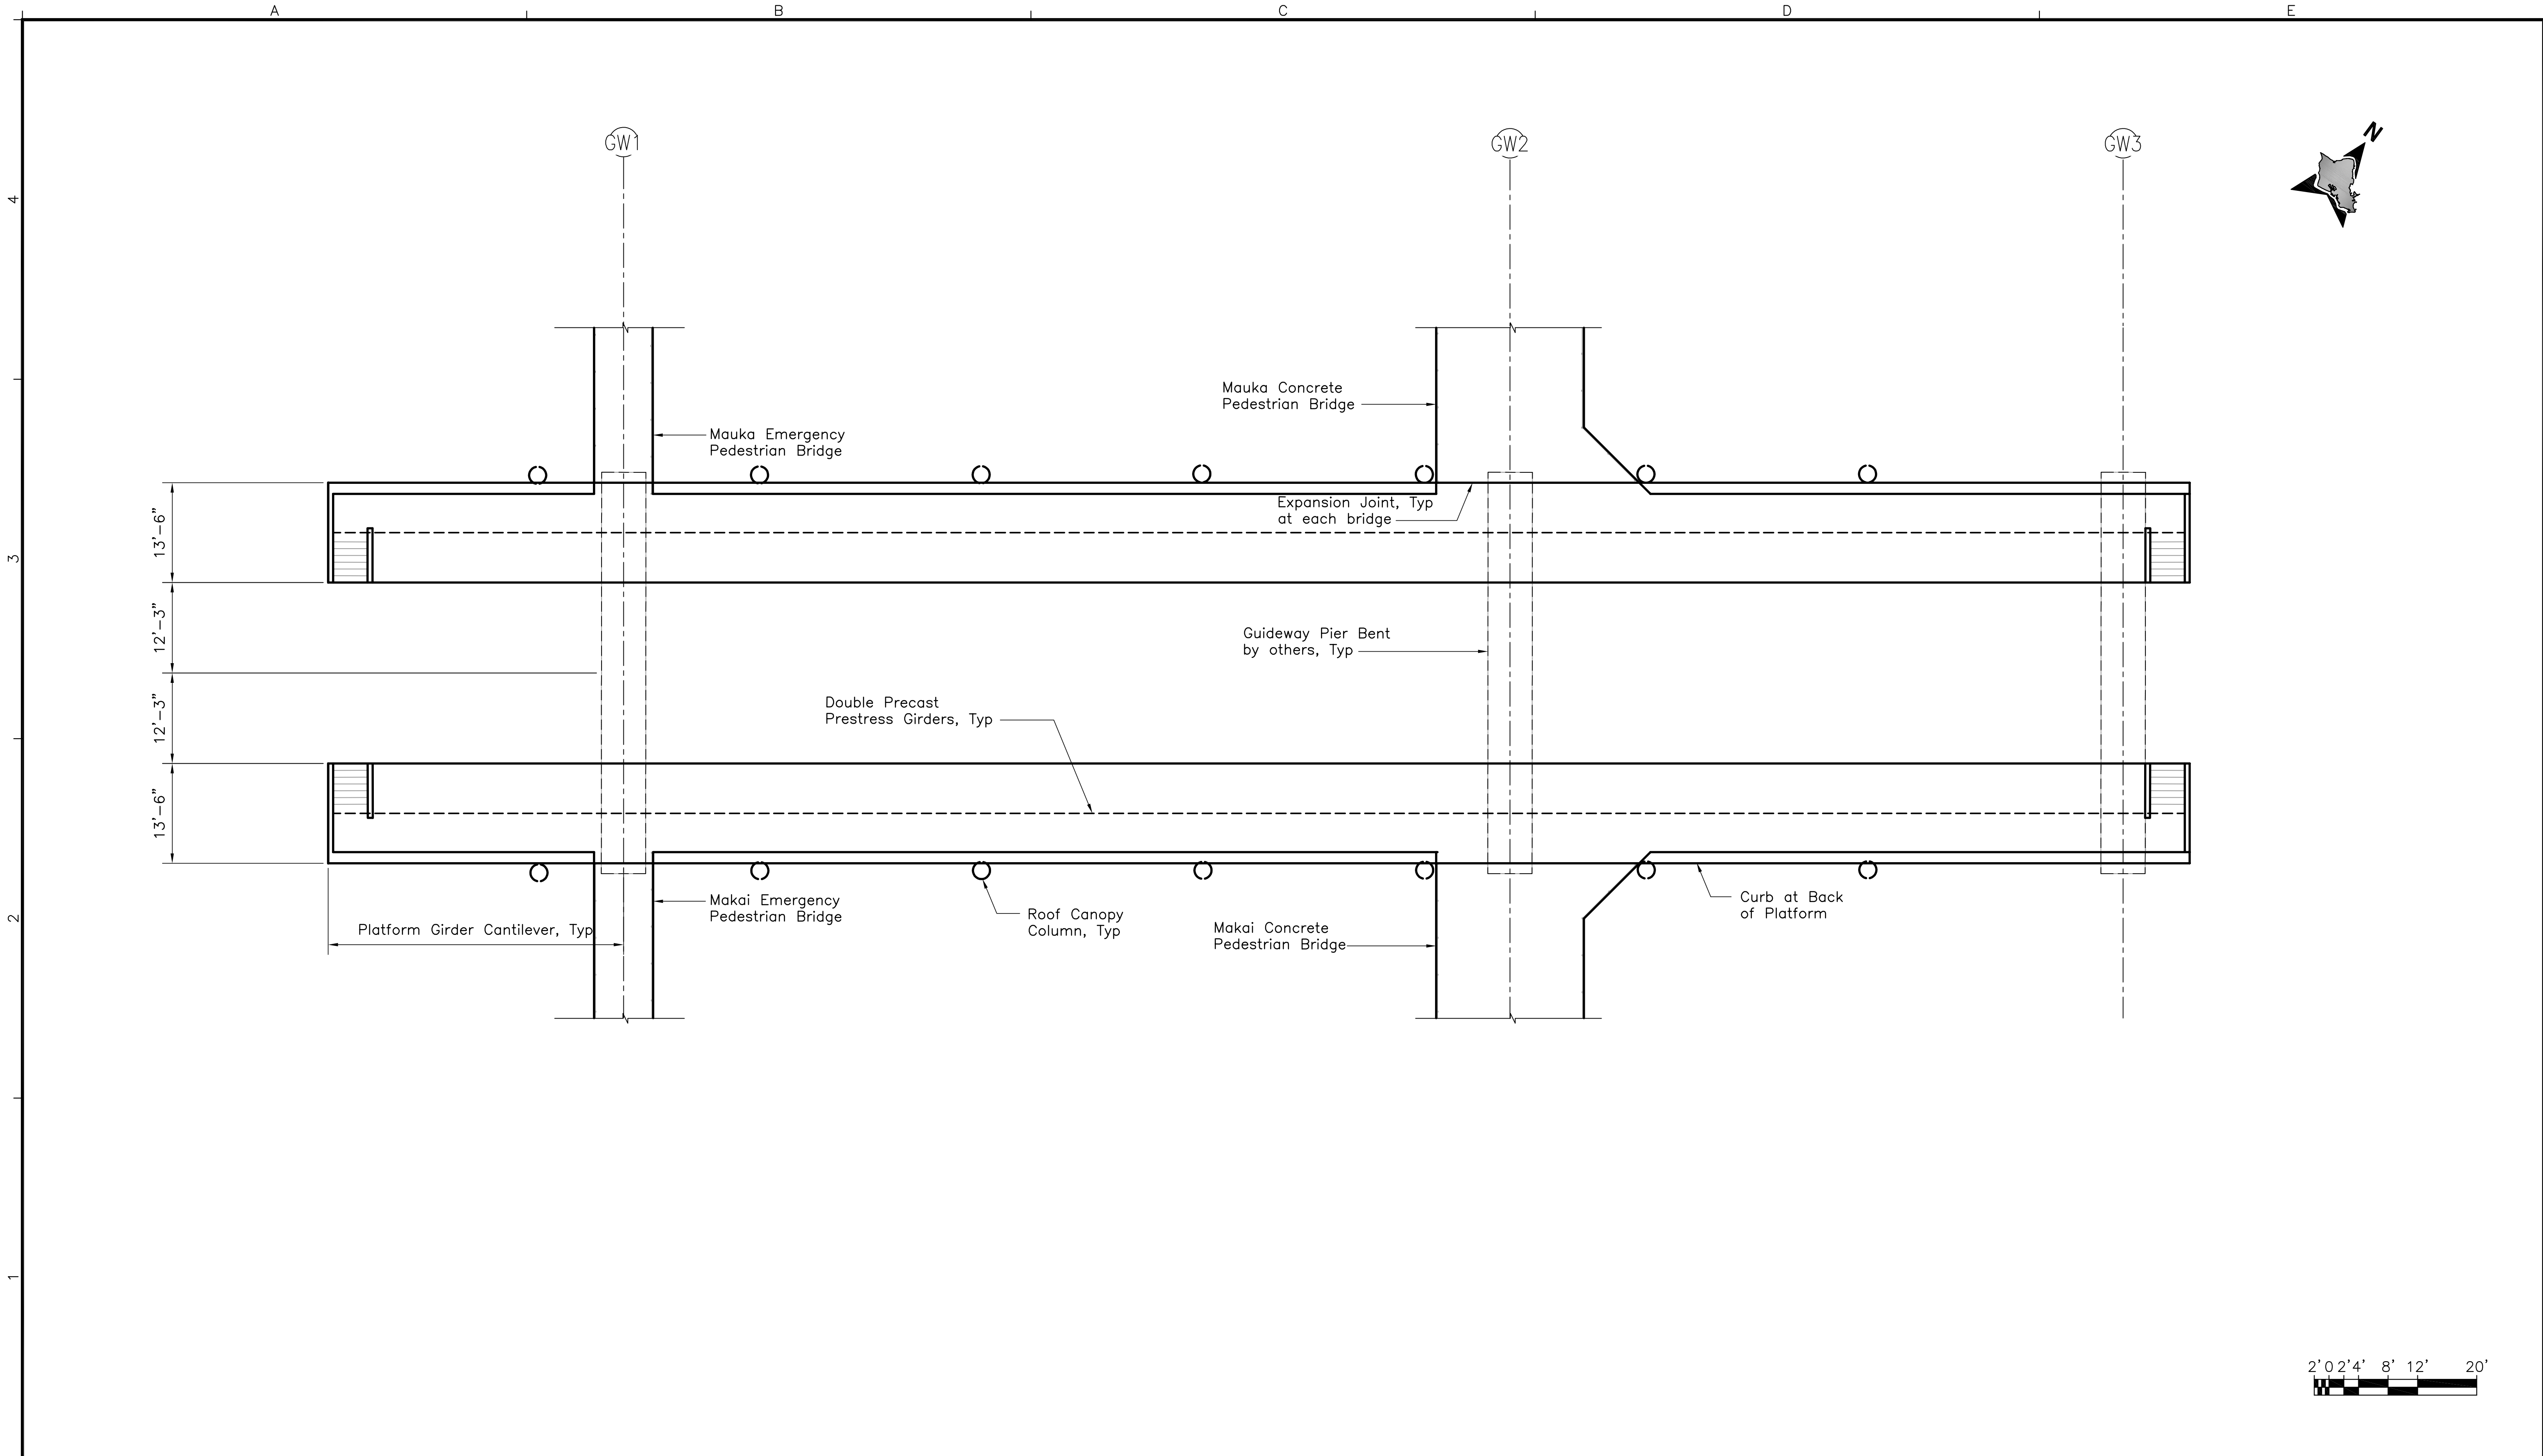 A B C D E
GW1 GW2 GW3
N
4
Mauka Concrete
Pedestrian Bridge
Mauka Emergency
Pedestrian Bridge
Expansion Joint, Typ
at each bridge
13'-6"
3
12'-3"
Guideway Pier Bent
by others, Typ
12'-3"
Double Precast
Prestress Girders, Typ
13'-6"
2
Platform Girder Cantilever, Typ
Makai Emergency
Pedestrian Bridge
Roof Canopy
Column, Typ
Makai Concrete
Pedestrian Bridge
Curb at Back
of Platform
1
2' 0 2' 4' 8' 12' 20'